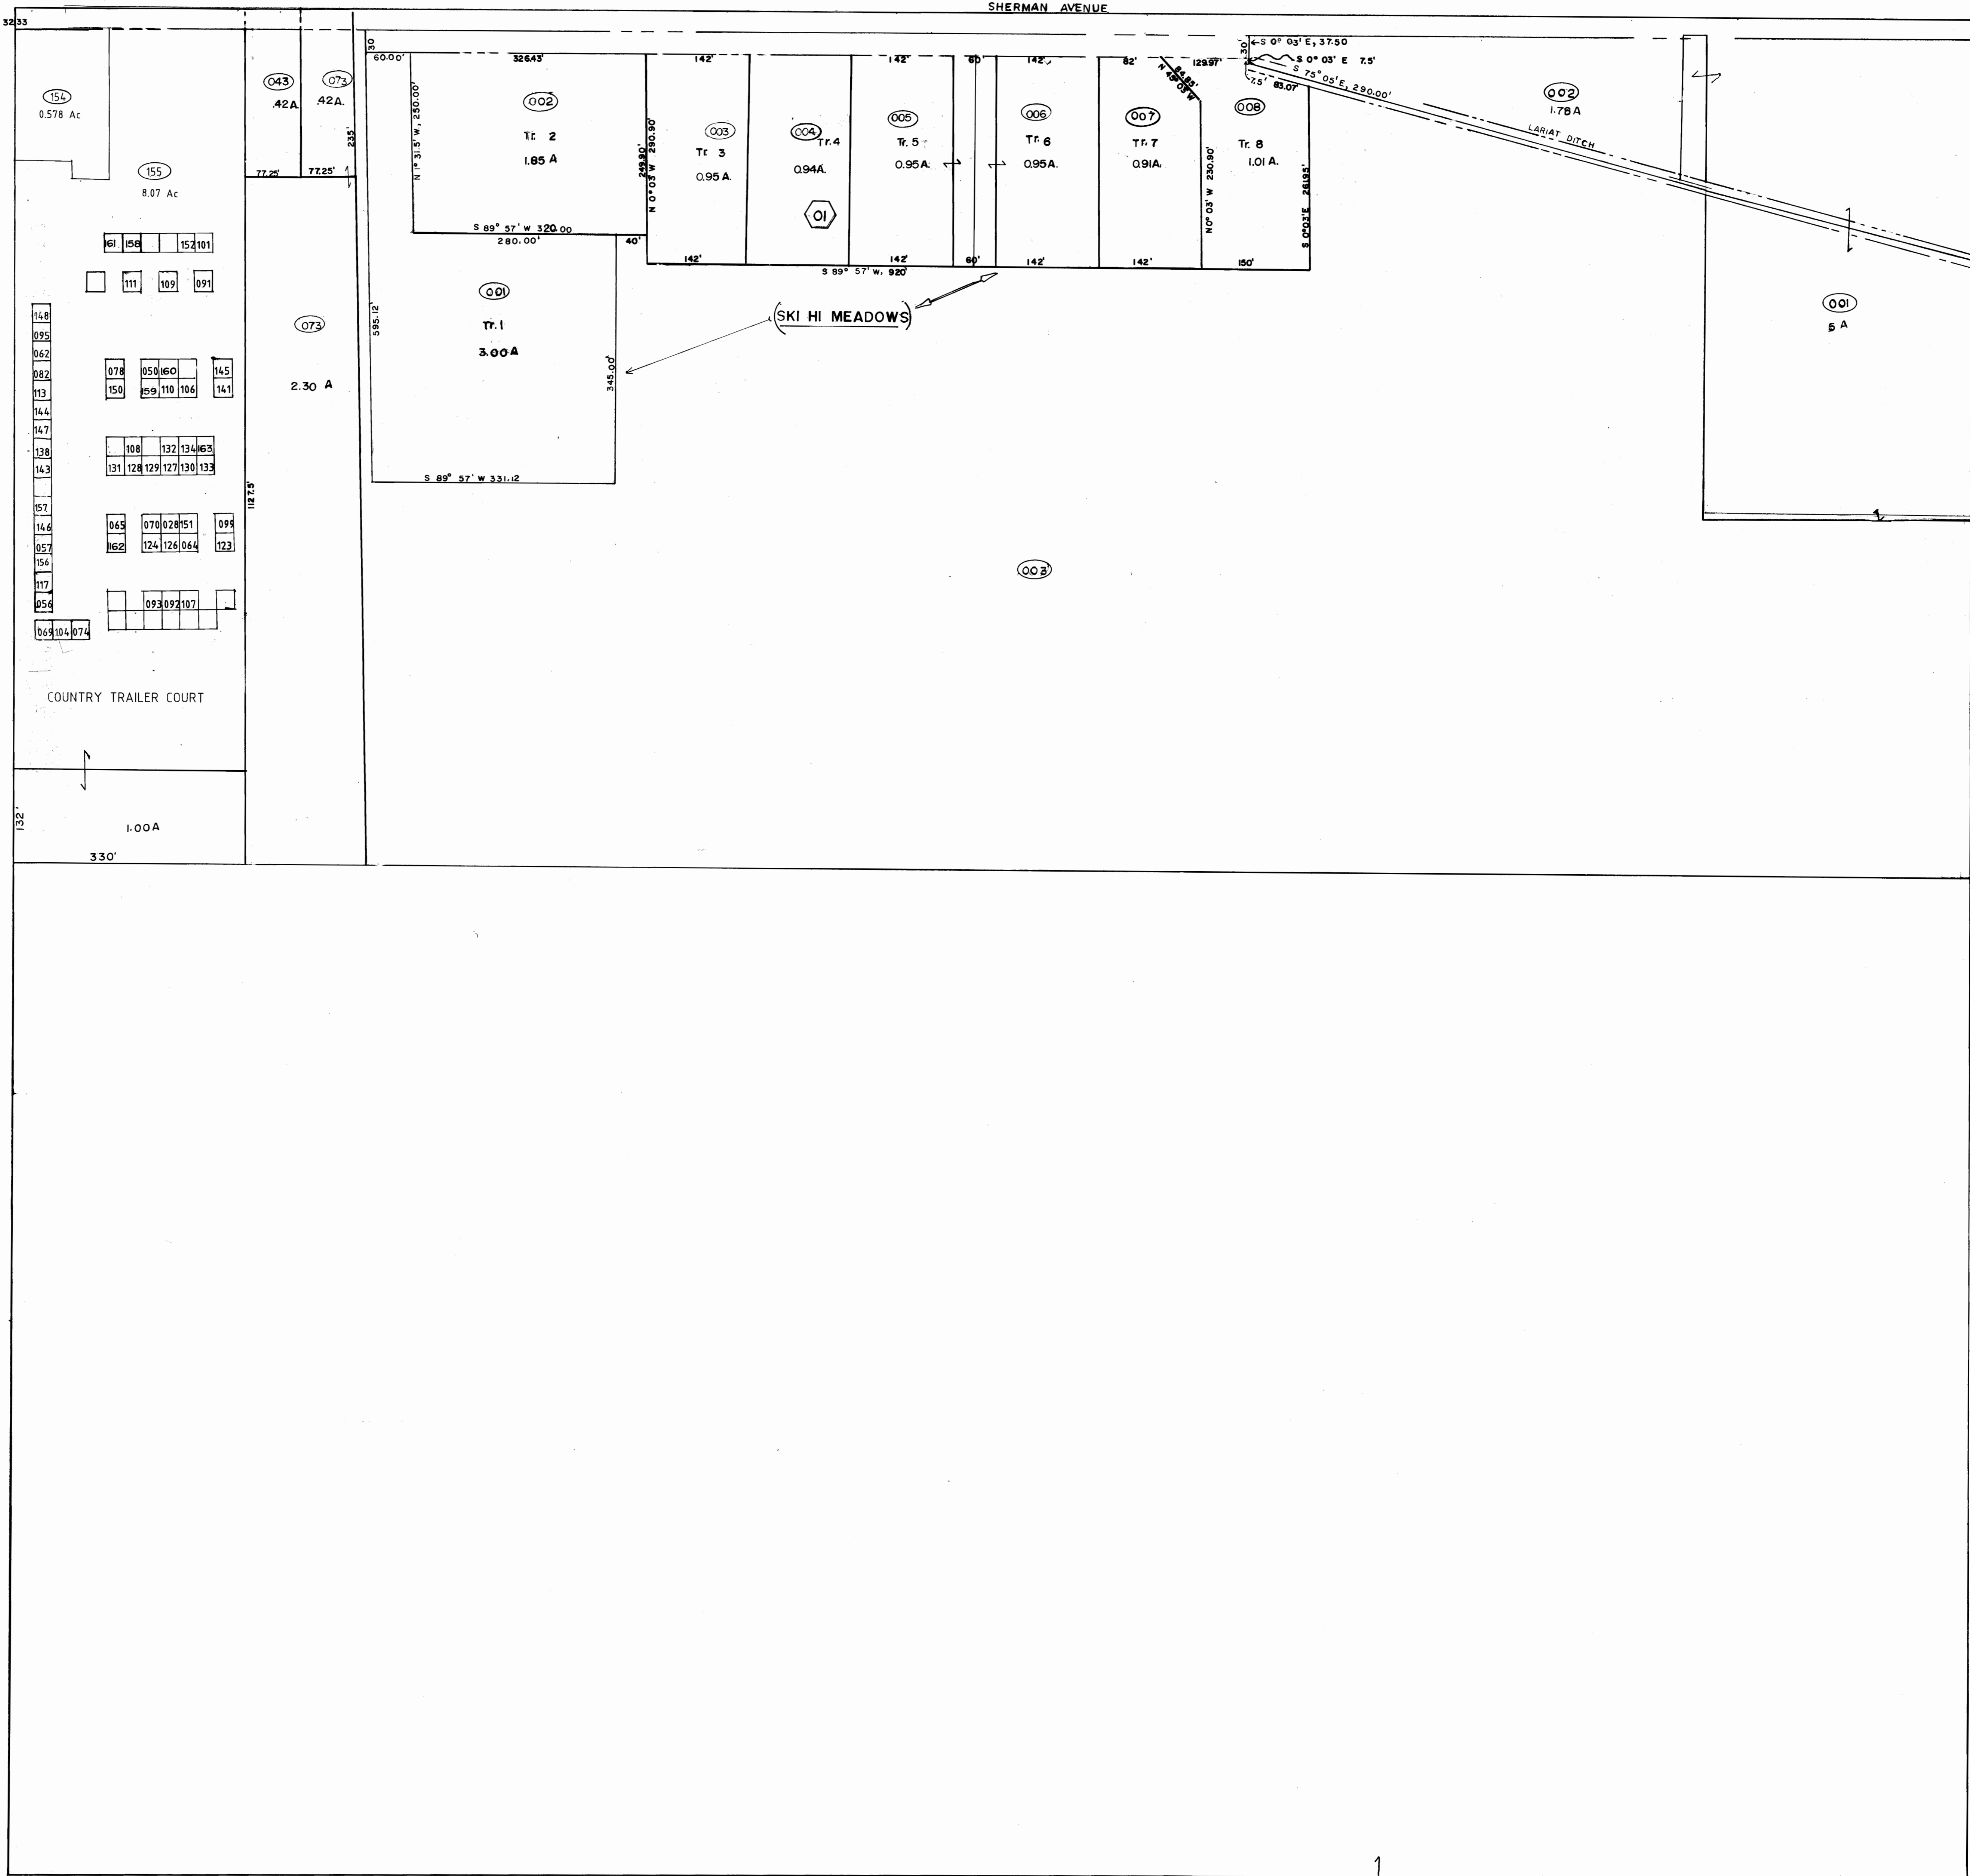 SHERMAN AVENUE
32 33
154
0.578 Ac
155
8.07 Ac
043
.42A.
073
.42A.
235'
77.25'
77.25'
30
60.00'
326.43'
N 1° 31.5' W, 250.00'
002
Tr. 2
1.85 A
249.90'
N 0° 03' W 290.90'
S 89° 57' W 320.00
280.00'
40'
142'
003
Tr 3
0.95 A.
142'
004
Tr. 4
0.94A.
01
142'
005
Tr. 5
0.95A.
142'
60'
60'
142'
006
Tr. 6
0.95A.
142'
82'
007
Tr. 7
0.91A.
142'
84.85'
N 45° 03' W
129.97'
008
Tr. 8
1.01 A.
N 0° 03' W 230.90'
S 0° 03' E 261.95'
150'
S 89° 57' W, 920'
30'
S 0° 03' E, 37.50
S 0° 03' E 7.5'
7.5'
83.07'
S 75° 05' E, 290.00'
LARIAT DITCH
002
1.78 A
001
5 A
(SKI HI MEADOWS)
001
Tr. 1
3.00 A
595.12'
345.00'
S 89° 57' W 331.12
003
073
2.30 A
1127.5'
161 158 152 101
111 109 091
148
095
062
082
113
144
147
138
143
157
146
057
156
117
056
069 104 074
078 050 160 145
150 159 110 106 141
108 132 134 163
131 128 129 127 130 133
065 070 028 151 099
162 124 126 064 123
093 092 107
COUNTRY TRAILER COURT
132'
1.00 A
330'
1